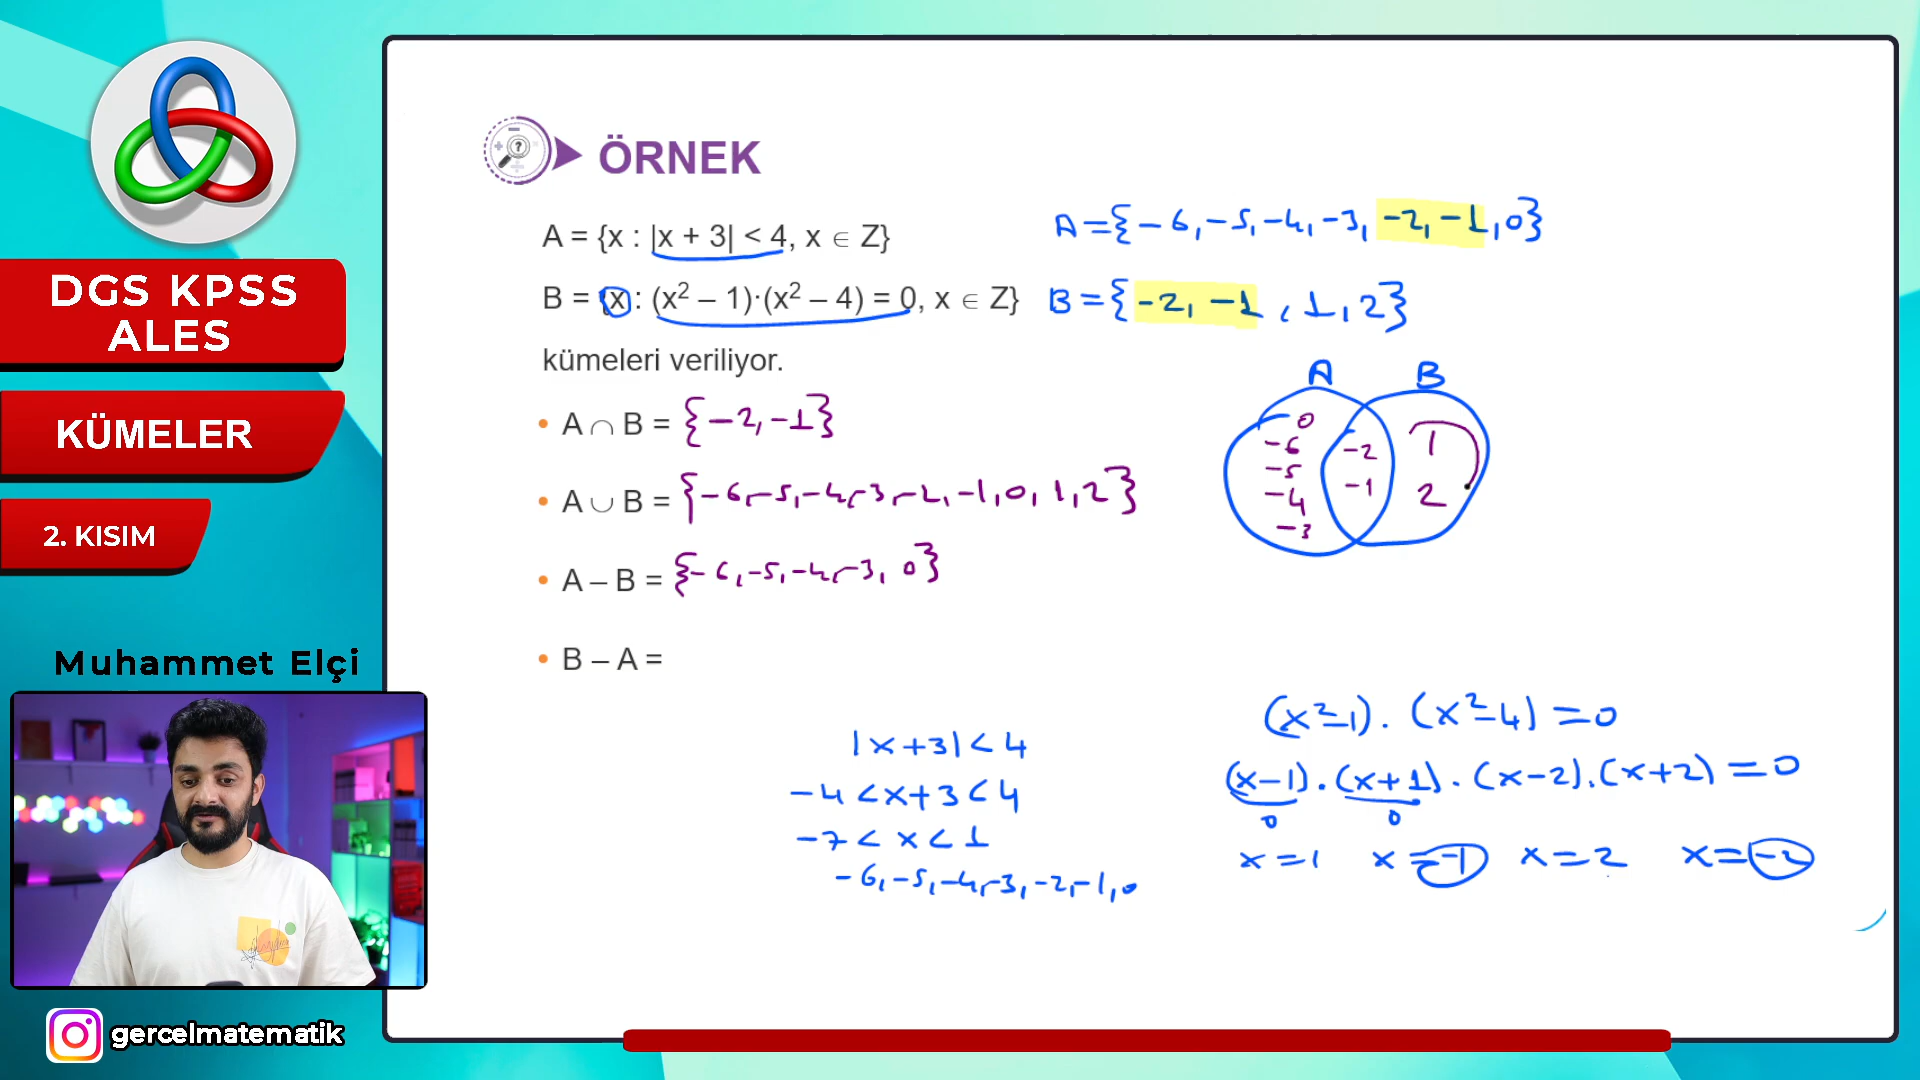 DGS KPSS
ALES
KÜMELER
2. KISIM
Muhammet Elçi
gercelmatematik
ÖRNEK
A = {x : |x + 3| < 4, x ∈ Z}
A={-6,-5,-4,-3,-2,-1,0}
B = {x : (x² – 1)·(x² – 4) = 0, x ∈ Z}
B={-2,-1,1,2}
kümeleri veriliyor.
• A ∩ B = {-2,-1}
• A ∪ B = {-6,-5,-4,-3,-2,-1,0,1,2}
• A – B = {-6,-5,-4,-3,0}
• B – A =
A B
0
-6 -2 1
-5
-4 -1 2
-3
|x+3|<4
-4<x+3<4
-7<x<1
-6,-5,-4,-3,-2,-1,0
(x²-1).(x²-4)=0
(x-1).(x+1).(x-2).(x+2)=0
0 0
x=1 x=-1 x=2 x=-2